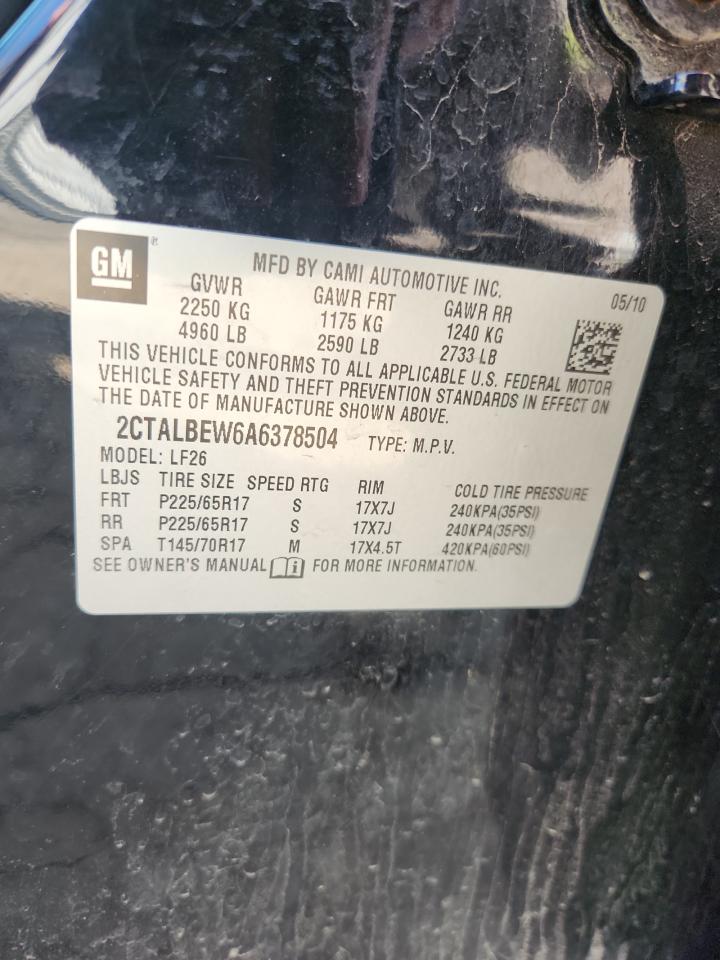 GM®
MFD BY CAMI AUTOMOTIVE INC.
05/10
GVWR GAWR FRT GAWR RR
2250 KG 1175 KG 1240 KG
4960 LB 2590 LB 2733 LB
THIS VEHICLE CONFORMS TO ALL APPLICABLE U.S. FEDERAL MOTOR
VEHICLE SAFETY AND THEFT PREVENTION STANDARDS IN EFFECT ON
THE DATE OF MANUFACTURE SHOWN ABOVE.
2CTALBEW6A6378504 TYPE: M.P.V.
MODEL: LF26
LBJS TIRE SIZE SPEED RTG RIM COLD TIRE PRESSURE
FRT P225/65R17 S 17X7J 240KPA(35PSI)
RR P225/65R17 S 17X7J 240KPA(35PSI)
SPA T145/70R17 M 17X4.5T 420KPA(60PSI)
SEE OWNER'S MANUAL i FOR MORE INFORMATION.